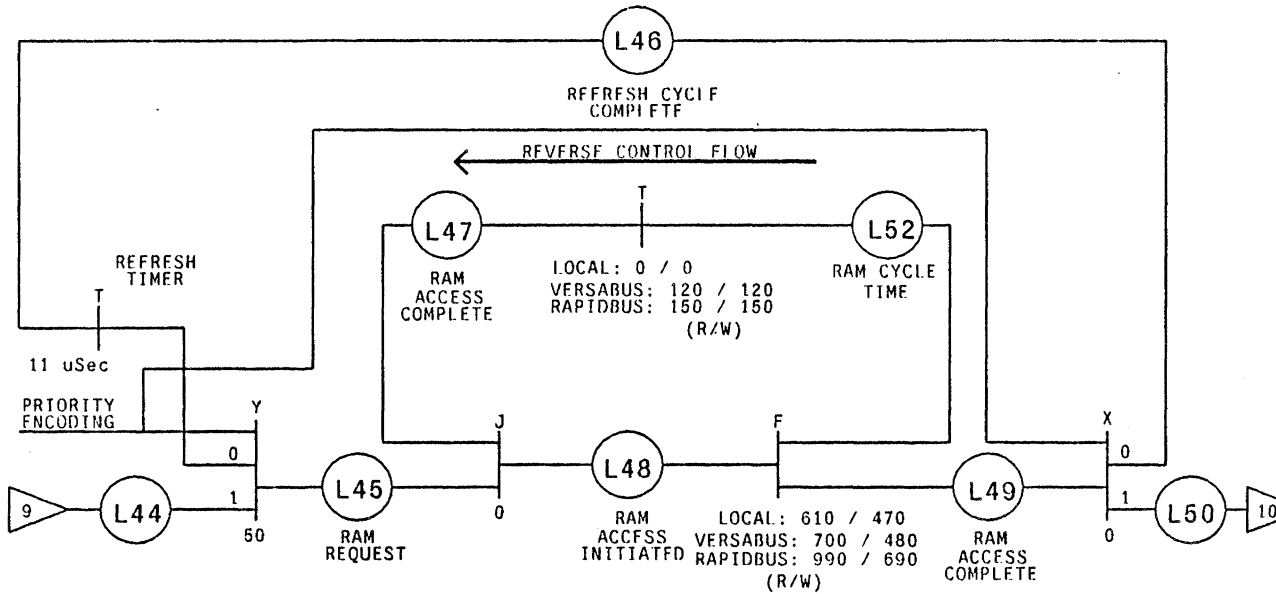 L46
REFRESH CYCLE
COMPLETE
REVERSE CONTROL FLOW
T
L47
L52
REFRESH
TIMER
T
RAM
ACCESS
COMPLETE
LOCAL: 0 / 0
VERSABUS: 120 / 120
RAPIDBUS: 150 / 150
(R/W)
RAM CYCLE
TIME
11 uSec
PRIORITY
ENCODING
Y
0
1
50
9
L44
L45
RAM
REQUEST
J
0
L48
RAM
ACCESS
INITIATED
F
LOCAL: 610 / 470
VERSABUS: 700 / 480
RAPIDBUS: 990 / 690
(R/W)
L49
RAM
ACCESS
COMPLETE
X
0
1
0
L50
10